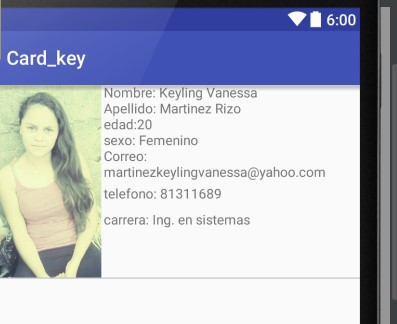 6:00
Card_key
Nombre: Keyling Vanessa
Apellido: Martinez Rizo
edad:20
sexo: Femenino
Correo:
martinezkeylingvanessa@yahoo.com
telefono: 81311689
carrera: Ing. en sistemas